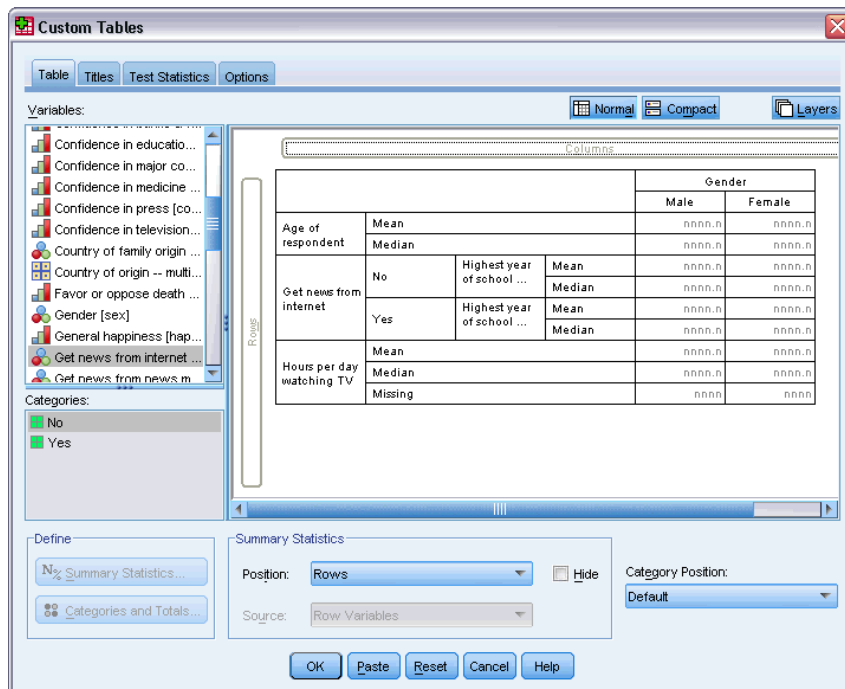 Custom Tables
Table Titles Test Statistics Options
Variables:
Normal Compact Layers
Confidence in educatio...
Confidence in major co...
Confidence in medicine ...
Confidence in press [co...
Confidence in television...
Country of family origin ...
Country of origin -- multi...
Favor or oppose death ...
Gender [sex]
General happiness [hap...
Get news from internet ...
Get news from news m
Categories:
No
Yes
Columns
Rows
Gender
Male Female
Age of respondent Mean nnnn.n nnnn.n
Median nnnn.n nnnn.n
Get news from internet No Highest year of school ... Mean nnnn.n nnnn.n
Median nnnn.n nnnn.n
Yes Highest year of school ... Mean nnnn.n nnnn.n
Median nnnn.n nnnn.n
Hours per day watching TV Mean nnnn.n nnnn.n
Median nnnn.n nnnn.n
Missing nnnn nnnn
Define
N% Summary Statistics...
Categories and Totals...
Summary Statistics
Position: Rows Hide
Source: Row Variables
Category Position:
Default
OK Paste Reset Cancel Help